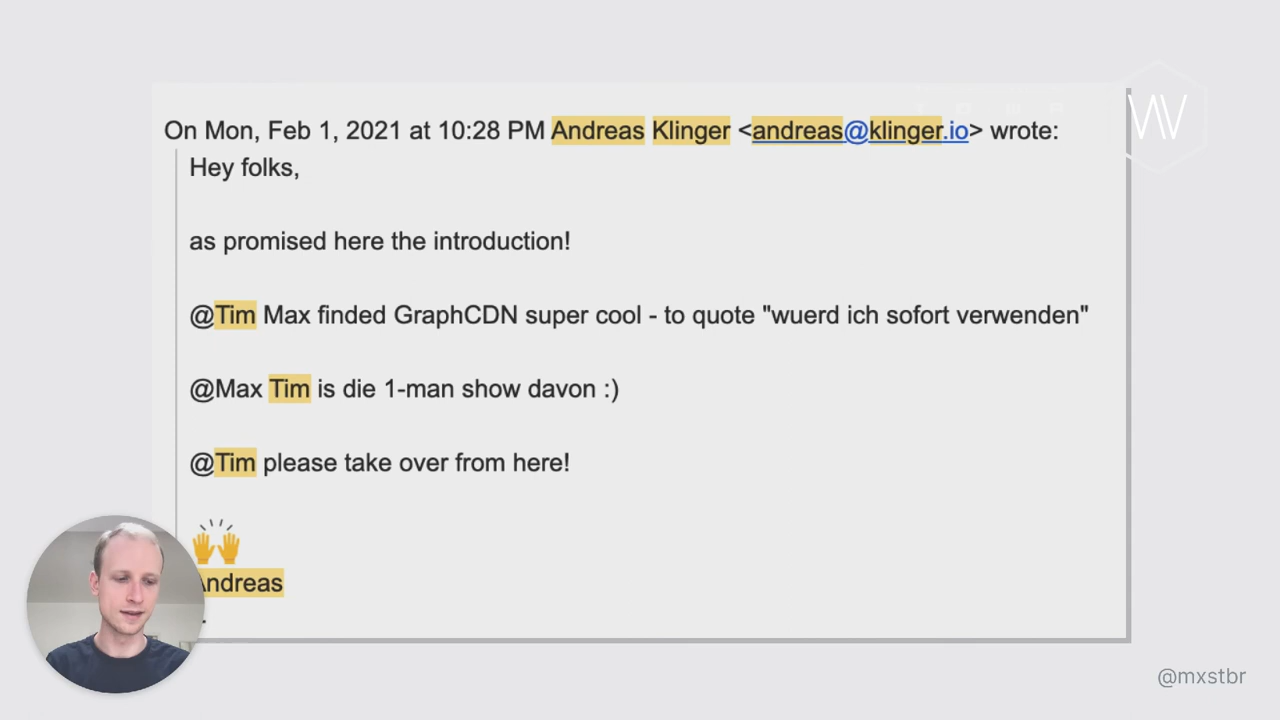 On Mon, Feb 1, 2021 at 10:28 PM Andreas Klinger <andreas@klinger.io> wrote:
Hey folks,
as promised here the introduction!
@Tim Max finded GraphCDN super cool - to quote "wuerd ich sofort verwenden"
@Max Tim is die 1-man show davon :)
@Tim please take over from here!
🙌
Andreas
@mxstbr